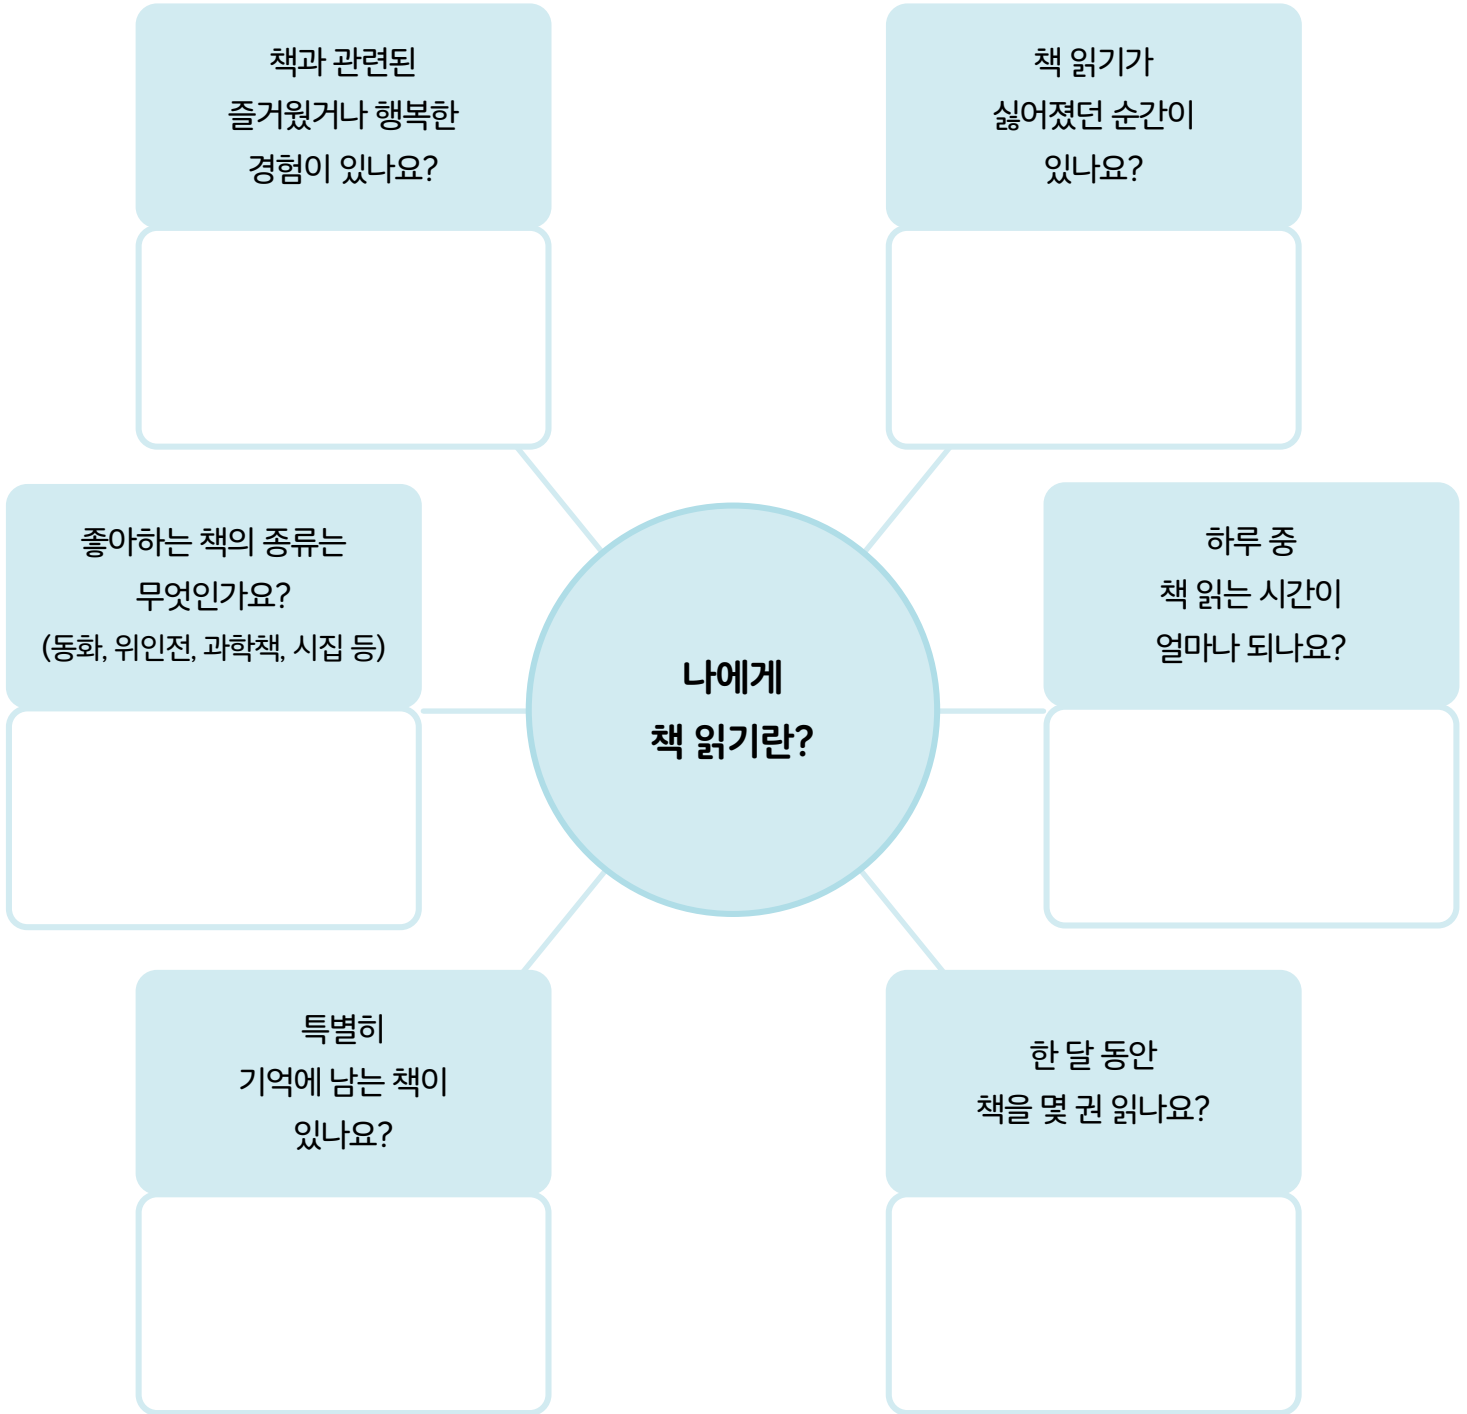 책과 관련된
즐거웠거나 행복한
경험이 있나요?
책 읽기가
싫어졌던 순간이
있나요?
좋아하는 책의 종류는
무엇인가요?
(동화, 위인전, 과학책, 시집 등)
나에게
책 읽기란?
하루 중
책 읽는 시간이
얼마나 되나요?
특별히
기억에 남는 책이
있나요?
한 달 동안
책을 몇 권 읽나요?